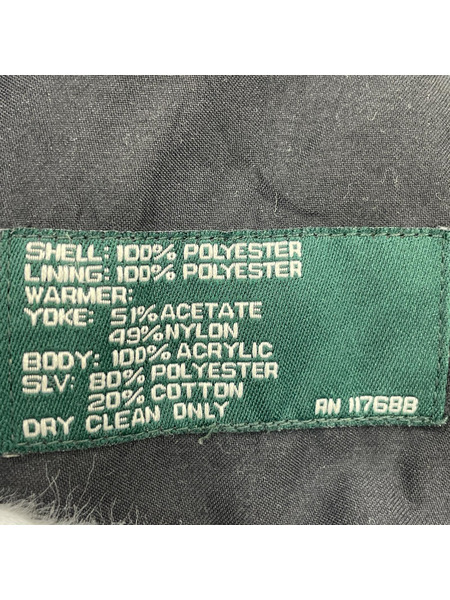 SHELL: 100% POLYESTER
LINING: 100% POLYESTER
WARMER:
YOKE: 51% ACETATE
49% NYLON
BODY: 100% ACRYLIC
SLV: 80% POLYESTER
20% COTTON
DRY CLEAN ONLY RN 117688